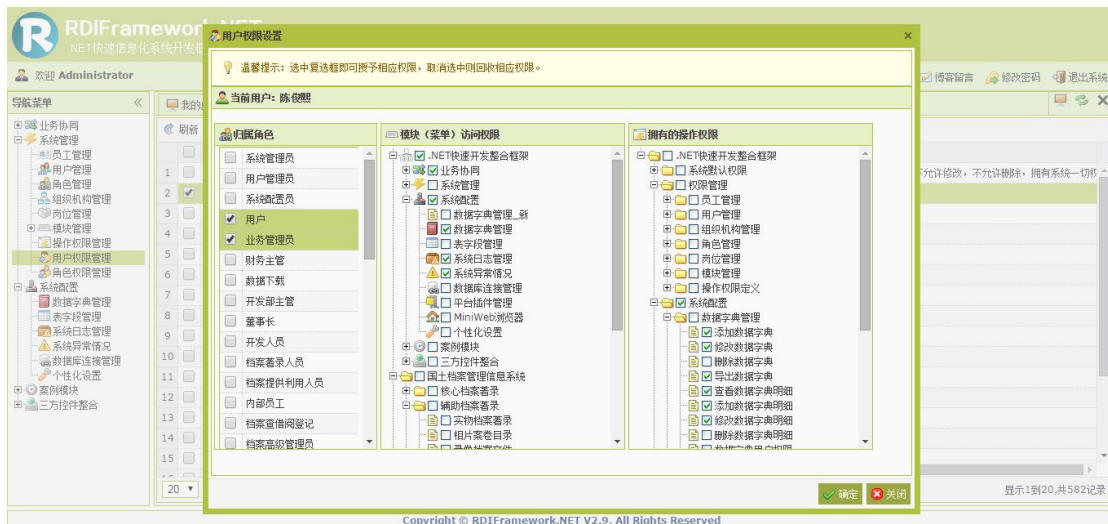 RDIFramewor
.NET快速信息化系统开发框
欢迎 Administrator
博客留言 修改密码 退出系统
导航菜单
业务协同
系统管理
员工管理
用户管理
角色管理
组织机构管理
岗位管理
模块管理
操作权限管理
用户权限管理
角色权限管理
系统配置
数据字典管理
表字段管理
系统日志管理
系统异常情况
数据库连接管理
个性化设置
案例模块
三方控件整合
刷新
1
2
3
4
5
6
7
8
9
10
11
12
13
14
15
20
用户权限设置
温馨提示：选中复选框即可授予相应权限，取消选中则回收相应权限。
当前用户：陈俊熙
归属角色
系统管理员
用户管理员
系统配置员
用户
业务管理员
财务主管
数据下载
开发部主管
董事长
开发人员
档案著录人员
档案提供利用人员
内部员工
档案查借阅登记
档案高级管理员
模块（菜单）访问权限
.NET快速开发整合框架
业务协同
系统管理
系统配置
数据字典管理_新
数据字典管理
表字段管理
系统日志管理
系统异常情况
数据库连接管理
平台插件管理
MiniWeb浏览器
个性化设置
案例模块
三方控件整合
国土档案管理信息系统
核心档案著录
辅助档案著录
实物档案著录
相片案卷目录
拥有的操作权限
.NET快速开发整合框架
系统默认权限
权限管理
员工管理
用户管理
组织机构管理
角色管理
岗位管理
模块管理
操作权限定义
系统配置
数据字典管理
添加数据字典
修改数据字典
删除数据字典
导出数据字典
查看数据字典明细
添加数据字典明细
修改数据字典明细
删除数据字典明细
确定 关闭
不允许修改，不允许删除，拥有系统一切权
显示1到20,共582记录
Copyright © RDIFramework.NET V2.9. All Rights Reserved